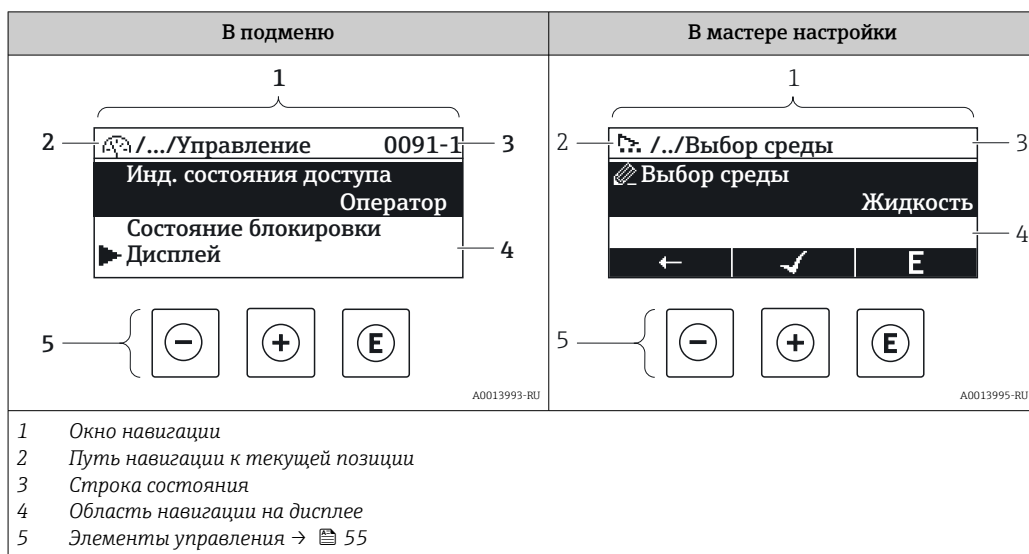 В подменю
В мастере настройки
1
2
/.../Управление 0091-1
3
Инд. состояния доступа
Оператор
Состояние блокировки
Дисплей
4
5
E
A0013993-RU
1
2
/../Выбор среды
3
Выбор среды
Жидкость
4
E
5
E
A0013995-RU
1 Окно навигации
2 Путь навигации к текущей позиции
3 Строка состояния
4 Область навигации на дисплее
5 Элементы управления → 55